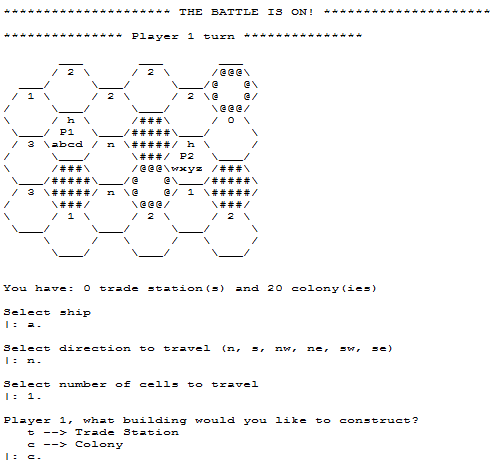 ********************* THE BATTLE IS ON! *********************
*************** Player 1 turn ***************
   ___         ___         ___
  / 2 \       / 2 \       /@@@\
 ___/     \___/     \___/@   @\
/ 1 \     / 2 \     / 2 \@   @/
/     \___/     \___/     \@@@/
\     / h \     /###\     / 0 \
 \___/ P1  \___/#####\___/     \
 / 3 \abcd / n \#####/ h \     /
/     \___/     \###/ P2  \___/
\     /###\     /@@@\wxyz /###\
 \___/#####\___/@   @\___/#####\
 / 3 \#####/ n \@   @/ 1 \#####/
/     \###/     \@@@/     \###/
\     / 1 \     / 2 \     / 2 \
 \___/     \___/     \___/     \
     \     /   \     /   \     /
      \___/     \___/     \___/
You have: 0 trade station(s) and 20 colony(ies)
Select ship
|: a.
Select direction to travel (n, s, nw, ne, sw, se)
|: n.
Select number of cells to travel
|: 1.
Player 1, what building would you like to construct?
t --> Trade Station
c --> Colony
|: c.